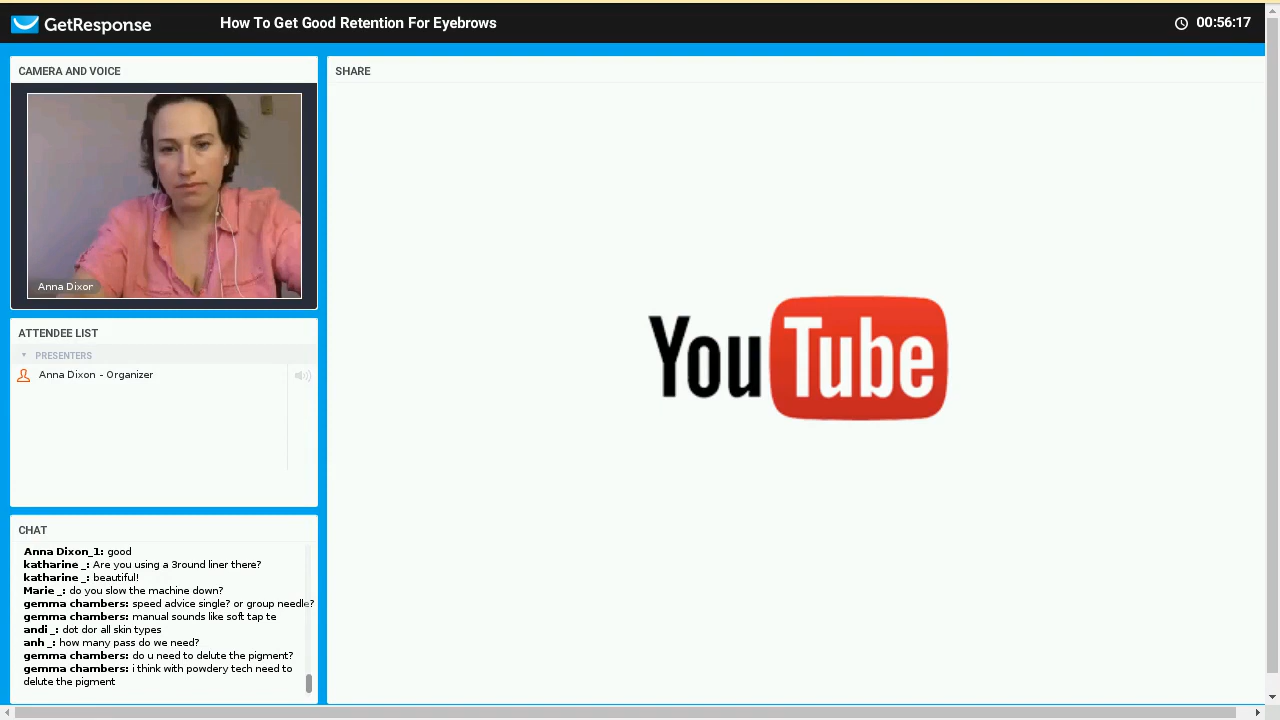 GetResponse
How To Get Good Retention For Eyebrows
00:56:17
CAMERA AND VOICE
Anna Dixon
ATTENDEE LIST
PRESENTERS
Anna Dixon - Organizer
CHAT
Anna Dixon_1: good
katharine _: Are you using a 3round liner there?
katharine _: beautiful!
Marie _: do you slow the machine down?
gemma chambers: speed advice single? or group needle?
gemma chambers: manual sounds like soft tap te
andi _: dot dor all skin types
anh _: how many pass do we need?
gemma chambers: do u need to delute the pigment?
gemma chambers: i think with powdery tech need to
delute the pigment
SHARE
YouTube